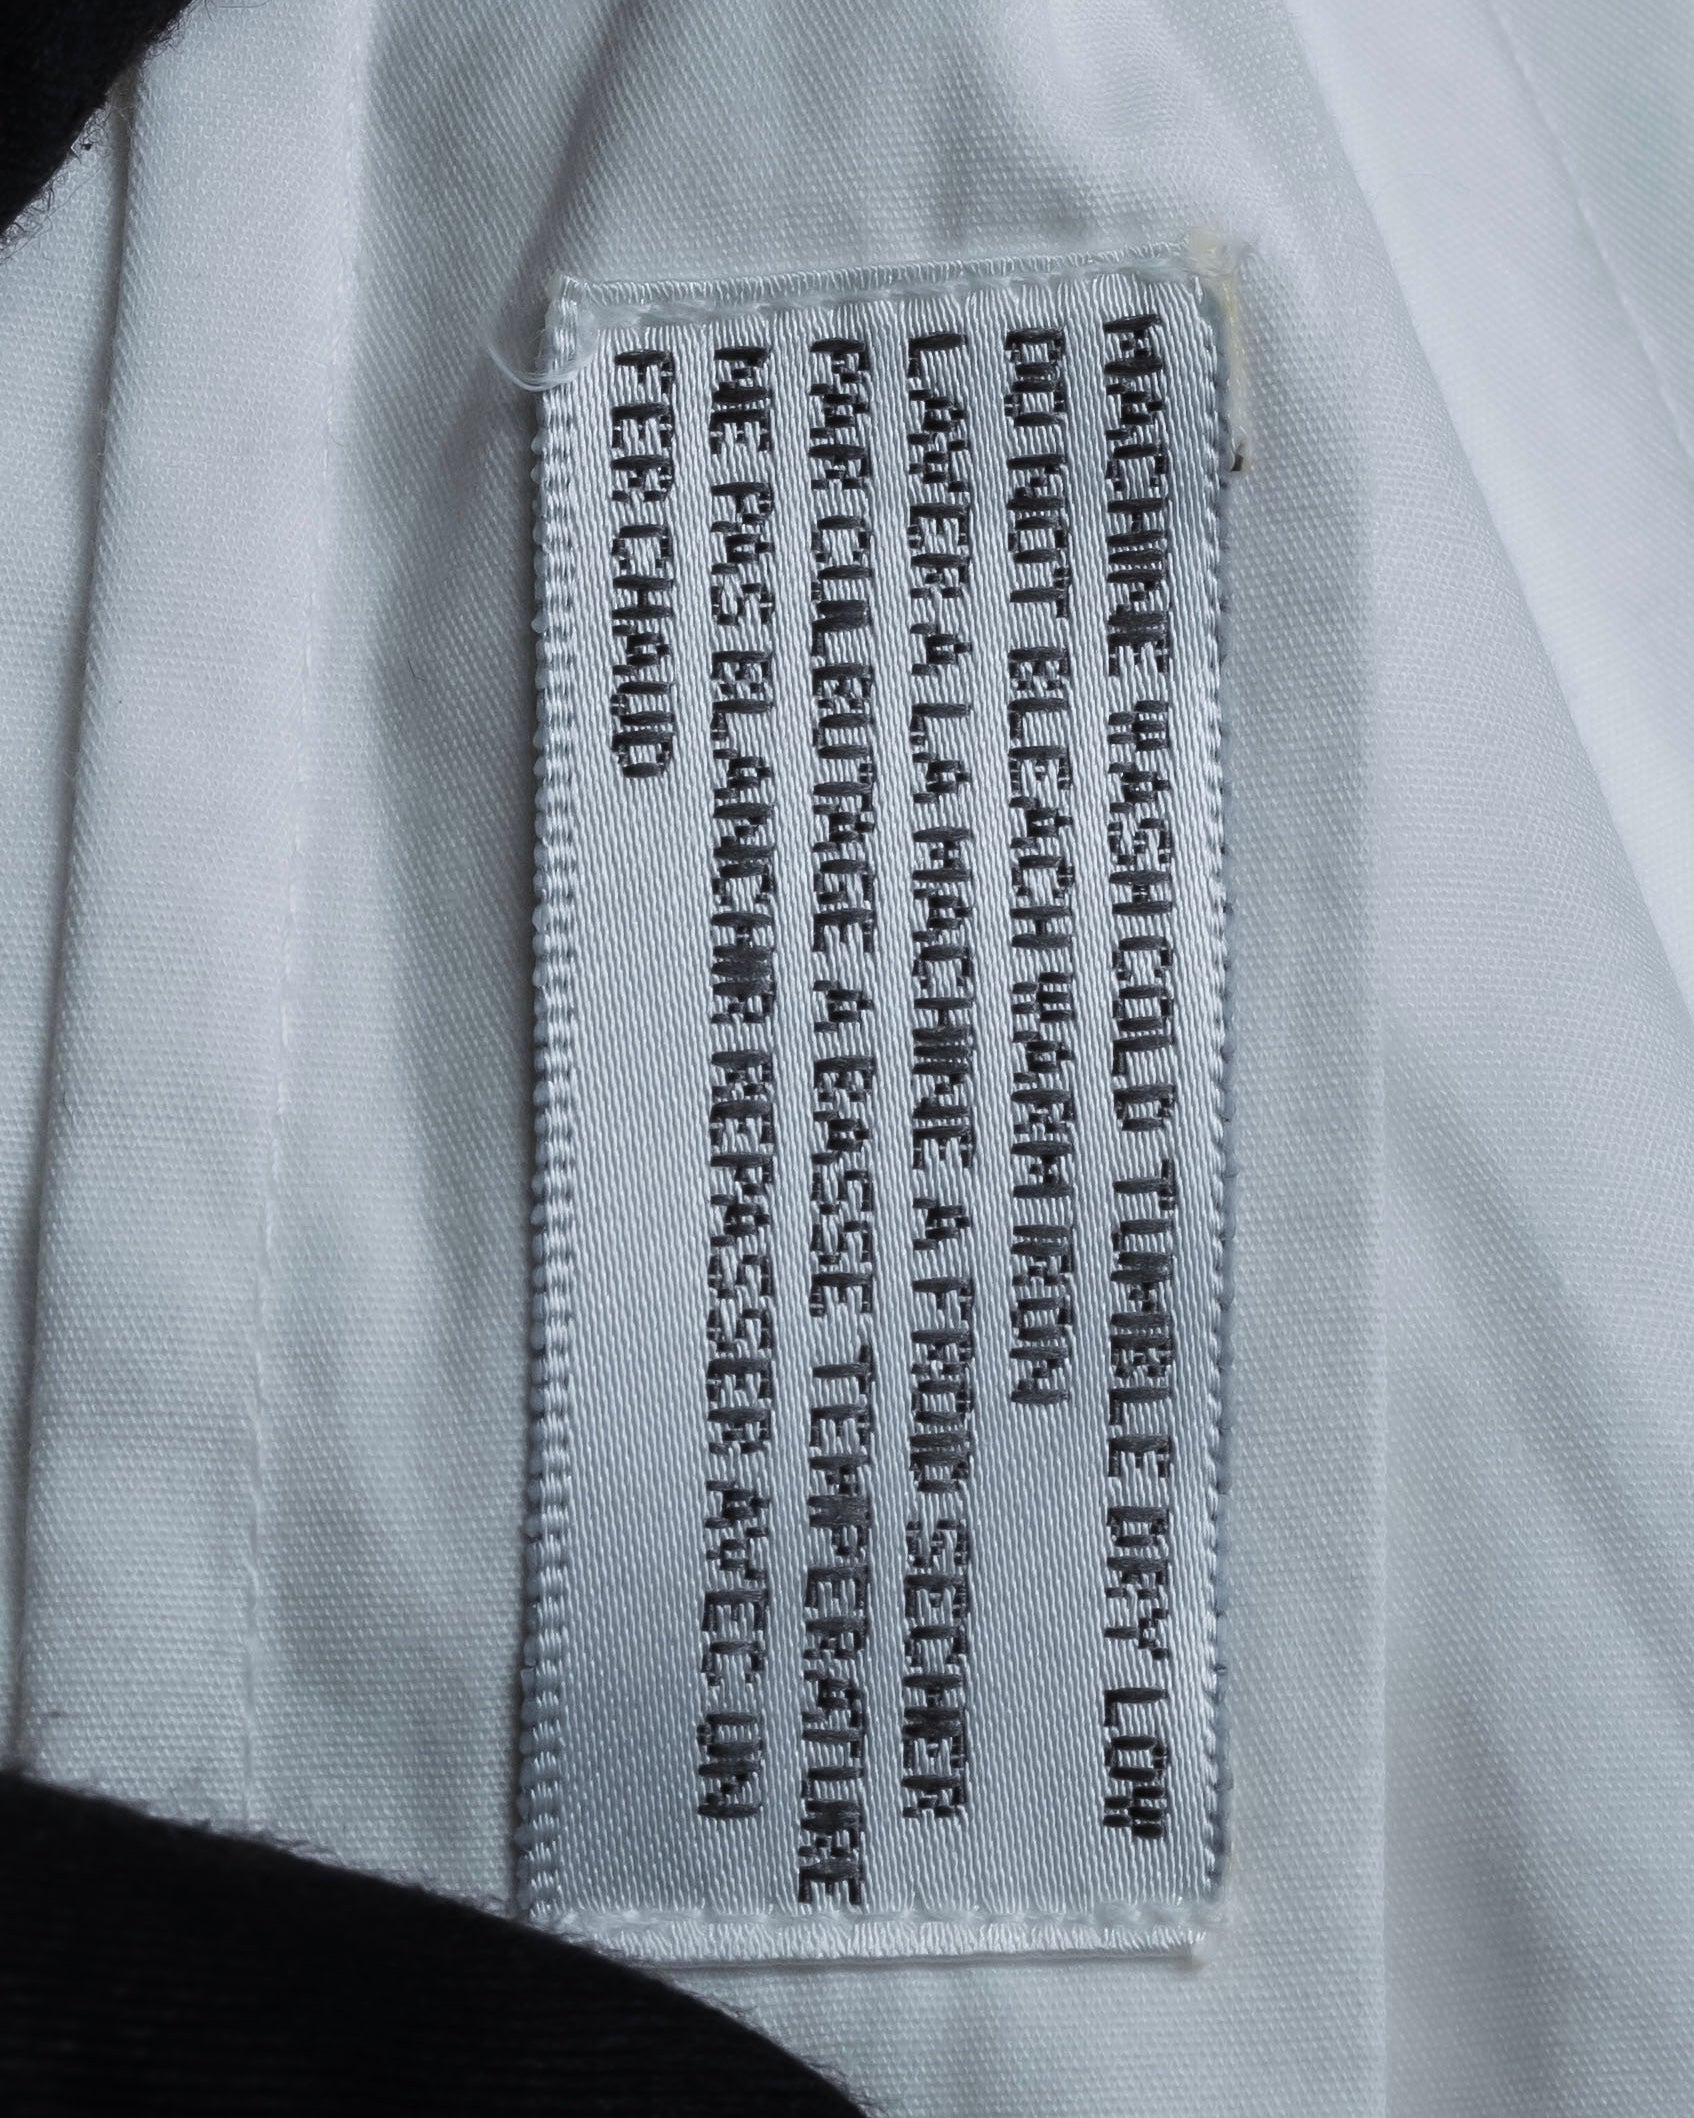 MACHINE WASH COLD TUMBLE DRY LOW
DO NOT BLEACH WARM IRON
LAVER A LA MACHINE A FROID SECHER
PAR CULBUTAGE A BASSE TEMPERATURE
NE PAS BLANCHIR REPASSER AVEC UN
FER CHAUD